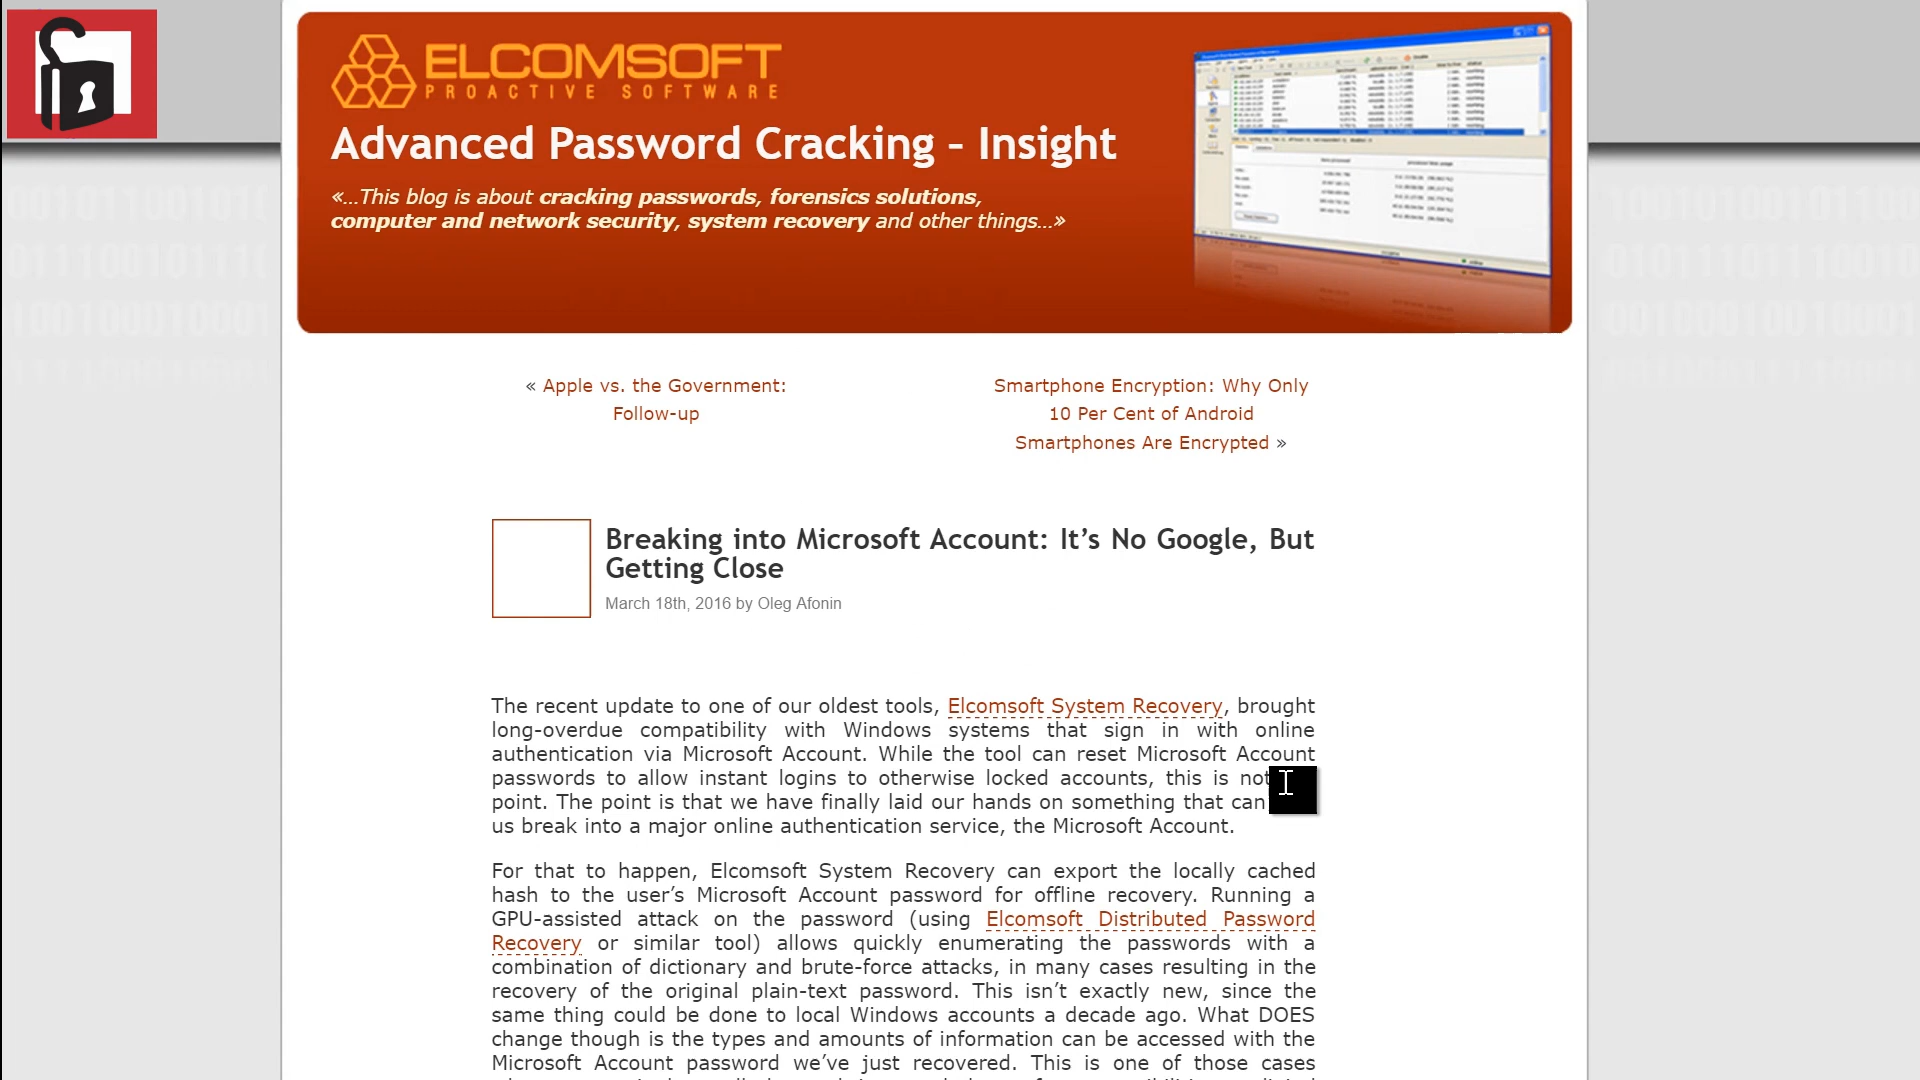 ELCOMSOFT
PROACTIVE SOFTWARE
Advanced Password Cracking – Insight
«...This blog is about cracking passwords, forensics solutions,
computer and network security, system recovery and other things...»
« Apple vs. the Government:
Follow-up
Smartphone Encryption: Why Only
10 Per Cent of Android
Smartphones Are Encrypted »
Breaking into Microsoft Account: It’s No Google, But
Getting Close
March 18th, 2016 by Oleg Afonin
The recent update to one of our oldest tools, Elcomsoft System Recovery, brought
long-overdue compatibility with Windows systems that sign in with online
authentication via Microsoft Account. While the tool can reset Microsoft Account
passwords to allow instant logins to otherwise locked accounts, this is not
point. The point is that we have finally laid our hands on something that can
us break into a major online authentication service, the Microsoft Account.
For that to happen, Elcomsoft System Recovery can export the locally cached
hash to the user’s Microsoft Account password for offline recovery. Running a
GPU-assisted attack on the password (using Elcomsoft Distributed Password
Recovery or similar tool) allows quickly enumerating the passwords with a
combination of dictionary and brute-force attacks, in many cases resulting in the
recovery of the original plain-text password. This isn’t exactly new, since the
same thing could be done to local Windows accounts a decade ago. What DOES
change though is the types and amounts of information can be accessed with the
Microsoft Account password we’ve just recovered. This is one of those cases